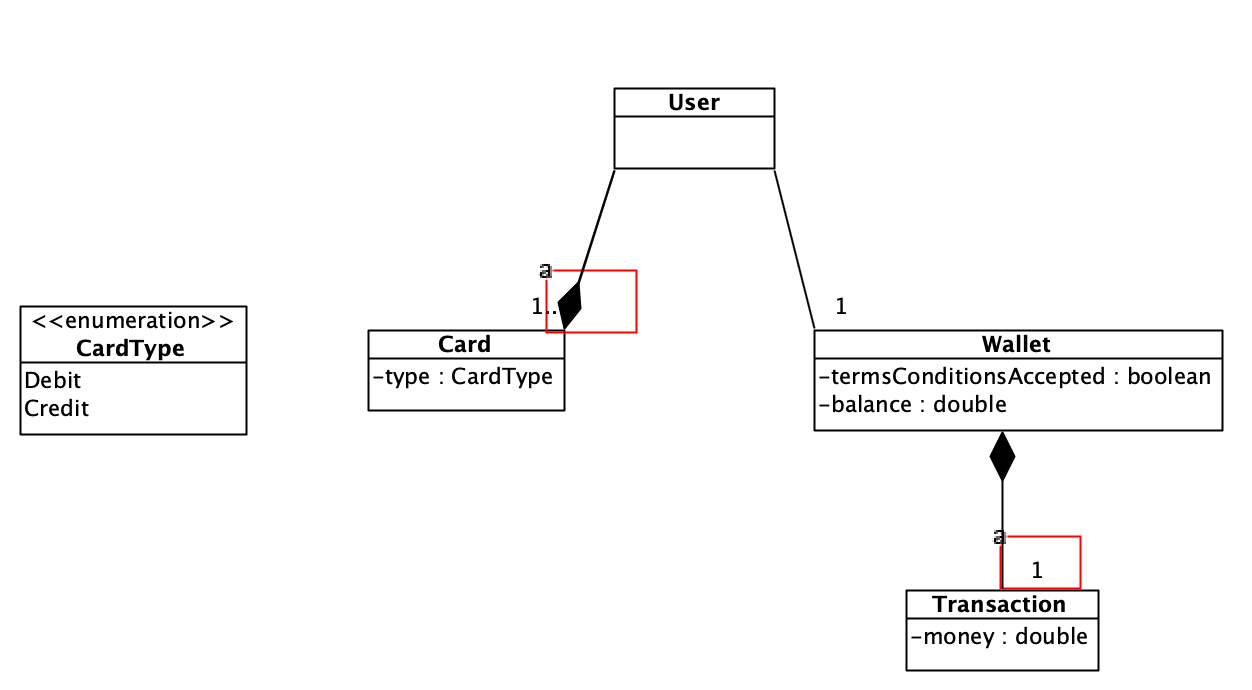 User
a
1..
1
<<enumeration>>
CardType
Debit
Credit
Card
-type : CardType
Wallet
-termsConditionsAccepted : boolean
-balance : double
a
1
Transaction
-money : double